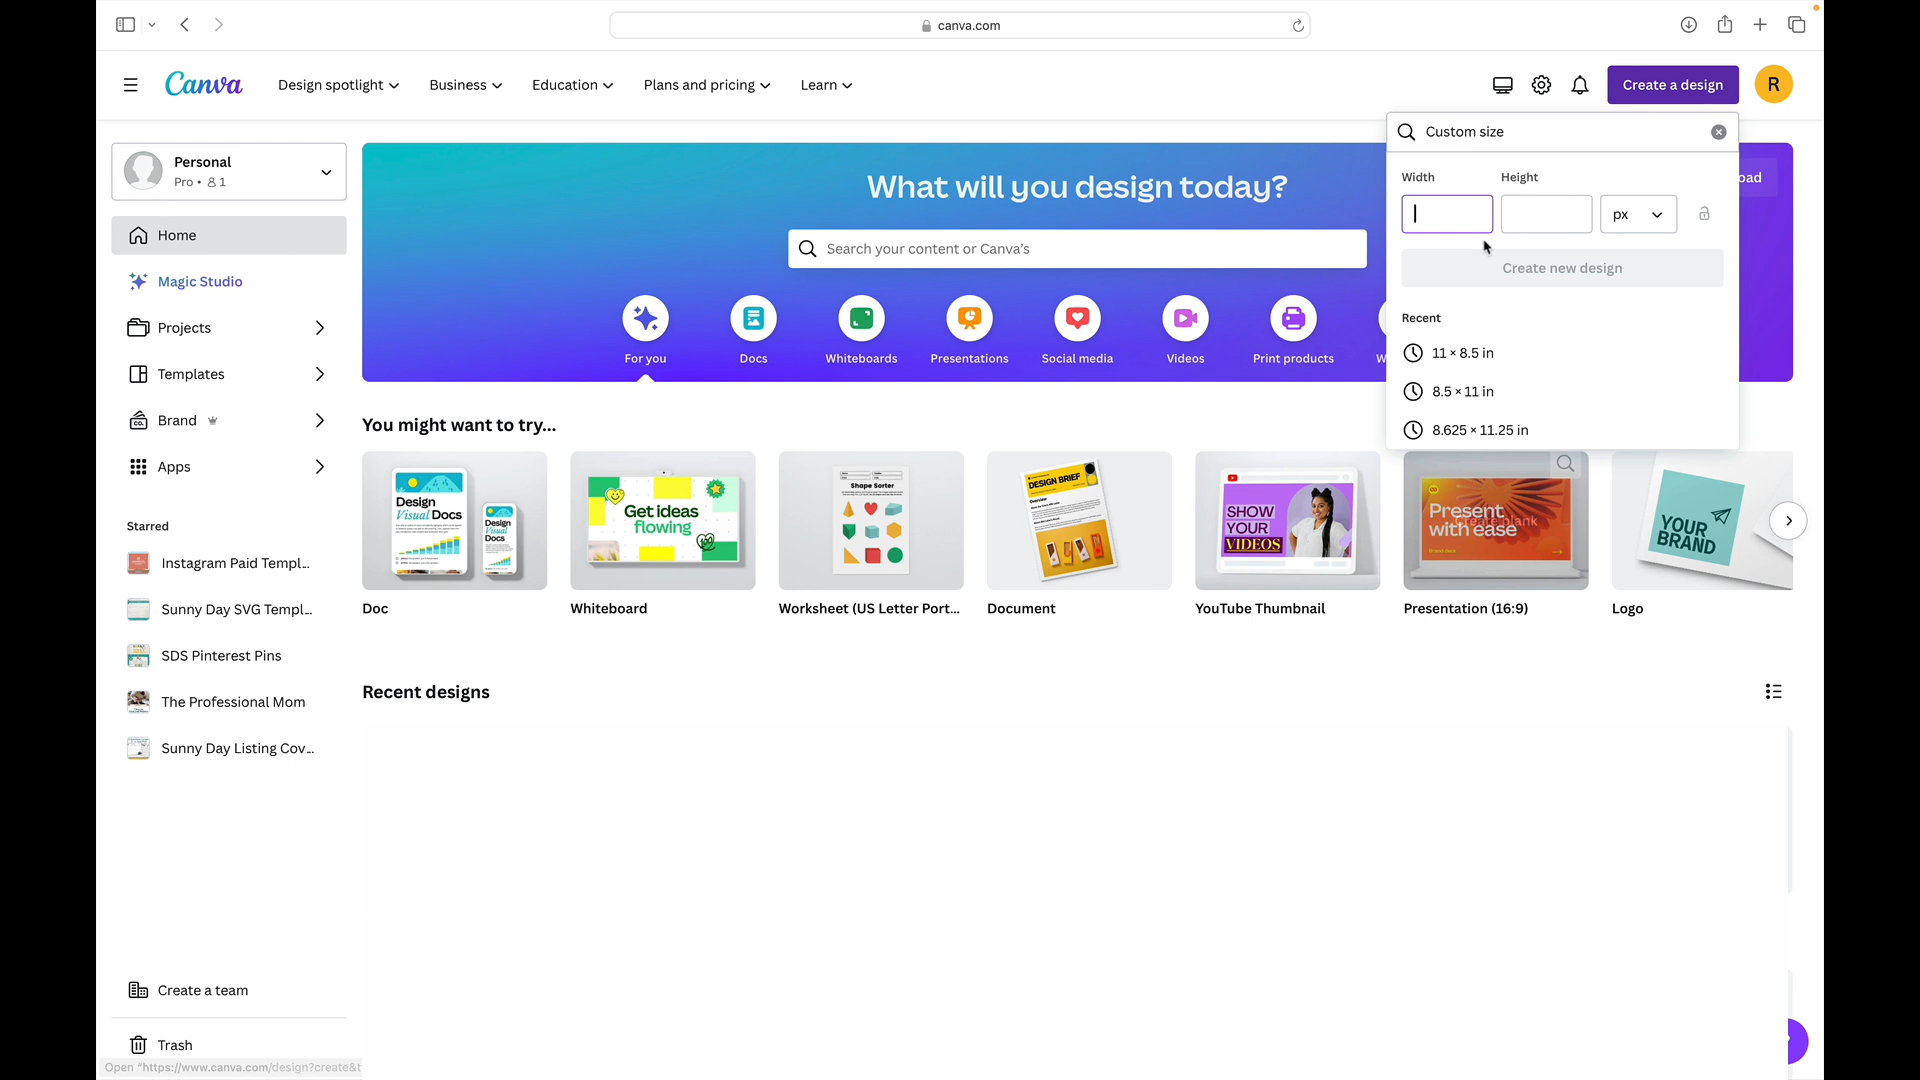 canva.com
Canva
Design spotlight
Business
Education
Plans and pricing
Learn
Create a design
R
Custom size
Width
Height
px
Create new design
Recent
11 × 8.5 in
8.5 × 11 in
8.625 × 11.25 in
Personal
Pro • 1
Home
Magic Studio
Projects
Templates
Brand
Apps
Starred
Instagram Paid Templ...
Sunny Day SVG Templ...
SDS Pinterest Pins
The Professional Mom
Sunny Day Listing Cov...
Create a team
Trash
Open "https://www.canva.com/design?create&t
What will you design today?
oad
Search your content or Canva's
For you
Docs
Whiteboards
Presentations
Social media
Videos
Print products
W
You might want to try...
Design
Visual Docs
Design
Visual
Docs
Get ideas
flowing
Shape Sorter
DESIGN BRIEF
SHOW
YOUR
VIDEOS
Present
with ease
Create blank
YOUR
BRAND
Doc
Whiteboard
Worksheet (US Letter Port...
Document
YouTube Thumbnail
Presentation (16:9)
Logo
Recent designs